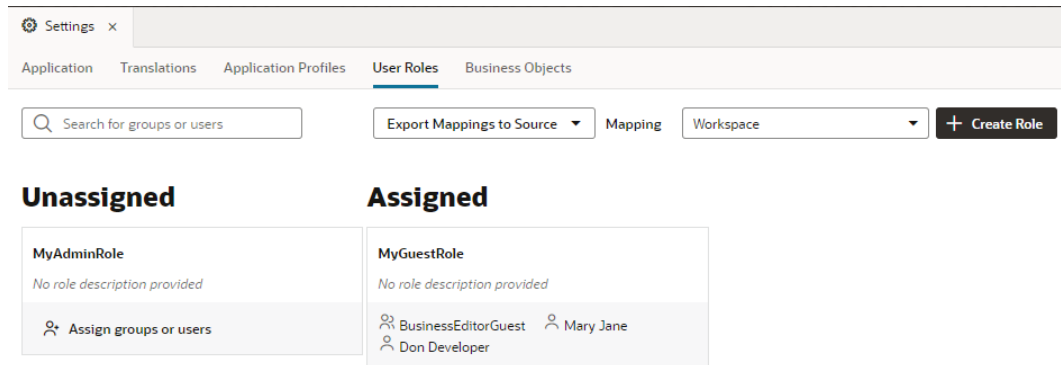 Settings ×
Application Translations Application Profiles User Roles Business Objects
Search for groups or users Export Mappings to Source Mapping Workspace + Create Role
Unassigned Assigned
MyAdminRole MyGuestRole
No role description provided No role description provided
Assign groups or users BusinessEditorGuest Mary Jane
Don Developer